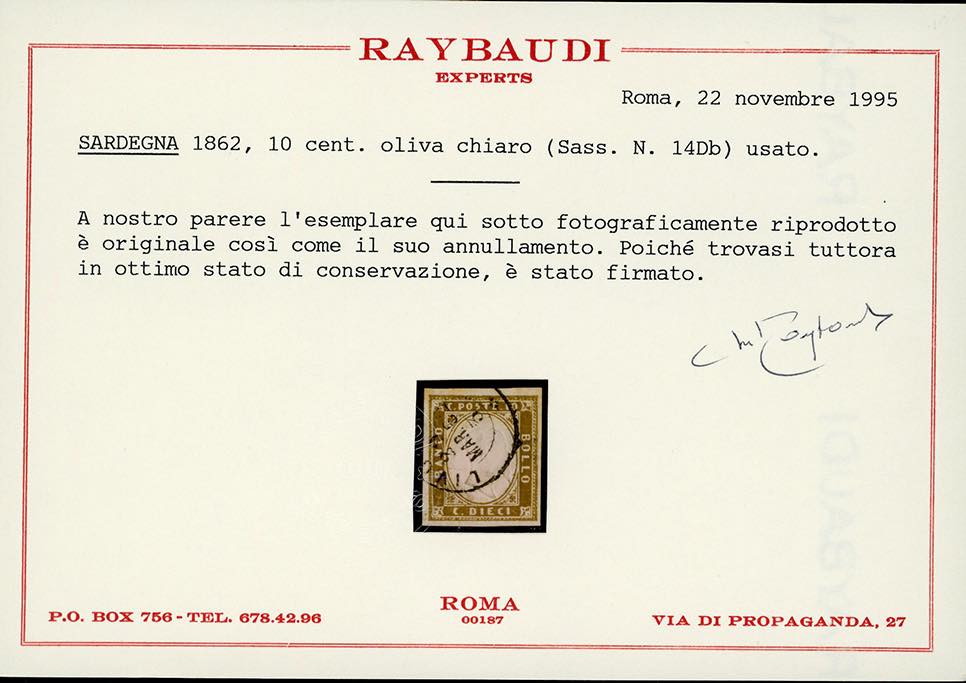 RAYBAUDI
EXPERTS
Roma, 22 novembre 1995
SARDEGNA 1862, 10 cent. oliva chiaro (Sass. N. 14Db) usato.
A nostro parere l'esemplare qui sotto fotograficamente riprodotto
è originale così come il suo annullamento. Poiché trovasi tuttora
in ottimo stato di conservazione, è stato firmato.
C. POSTE 10
BOLLO
C. DIECI
MAR
ROMA
00187
P.O. BOX 756 - TEL. 678.42.96
VIA DI PROPAGANDA, 27